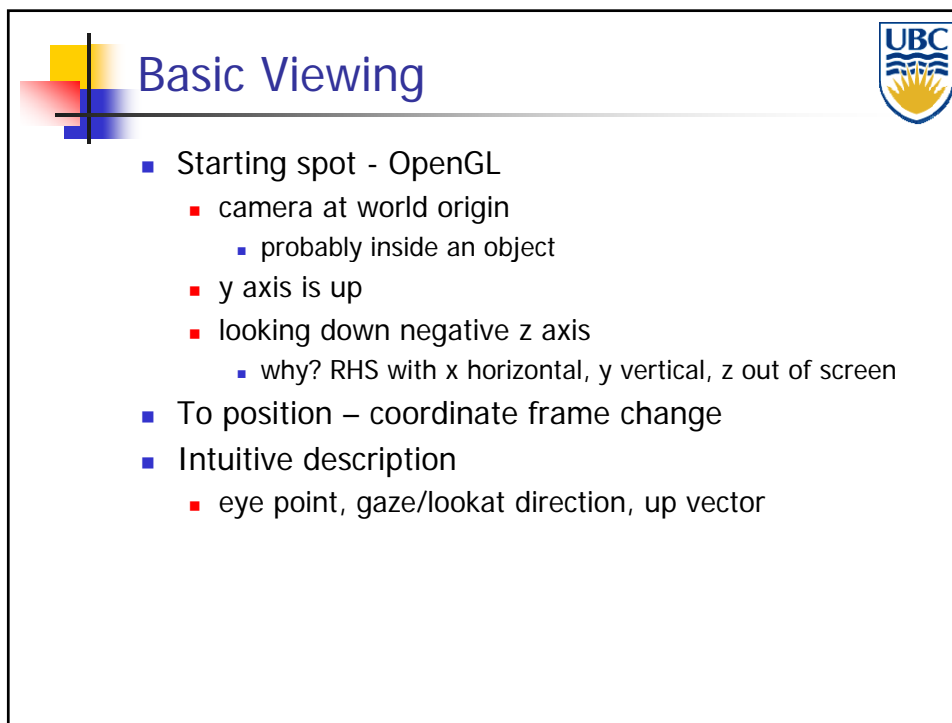 Basic Viewing
UBC
Starting spot - OpenGL
camera at world origin
probably inside an object
y axis is up
looking down negative z axis
why? RHS with x horizontal, y vertical, z out of screen
To position – coordinate frame change
Intuitive description
eye point, gaze/lookat direction, up vector